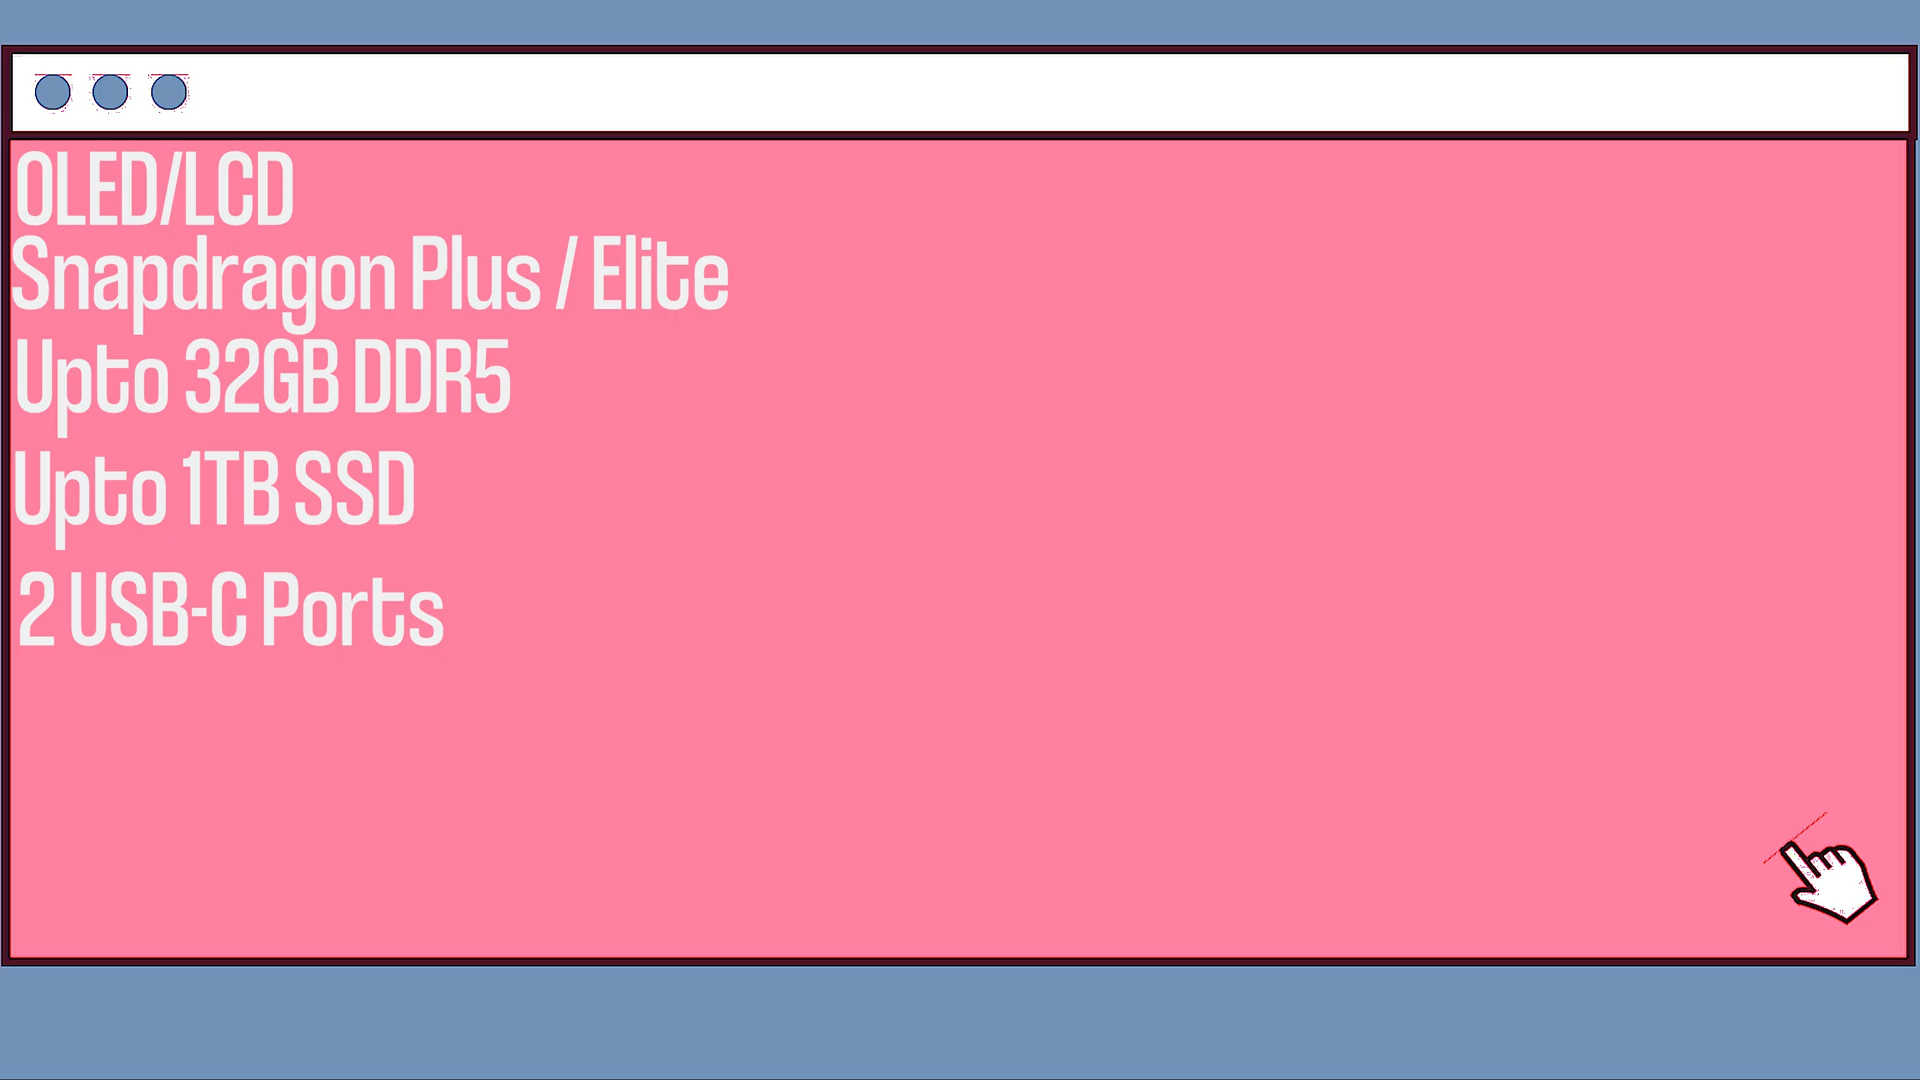 OLED/LCD
Snapdragon Plus / Elite
Upto 32GB DDR5
Upto 1TB SSD
2 USB-C Ports